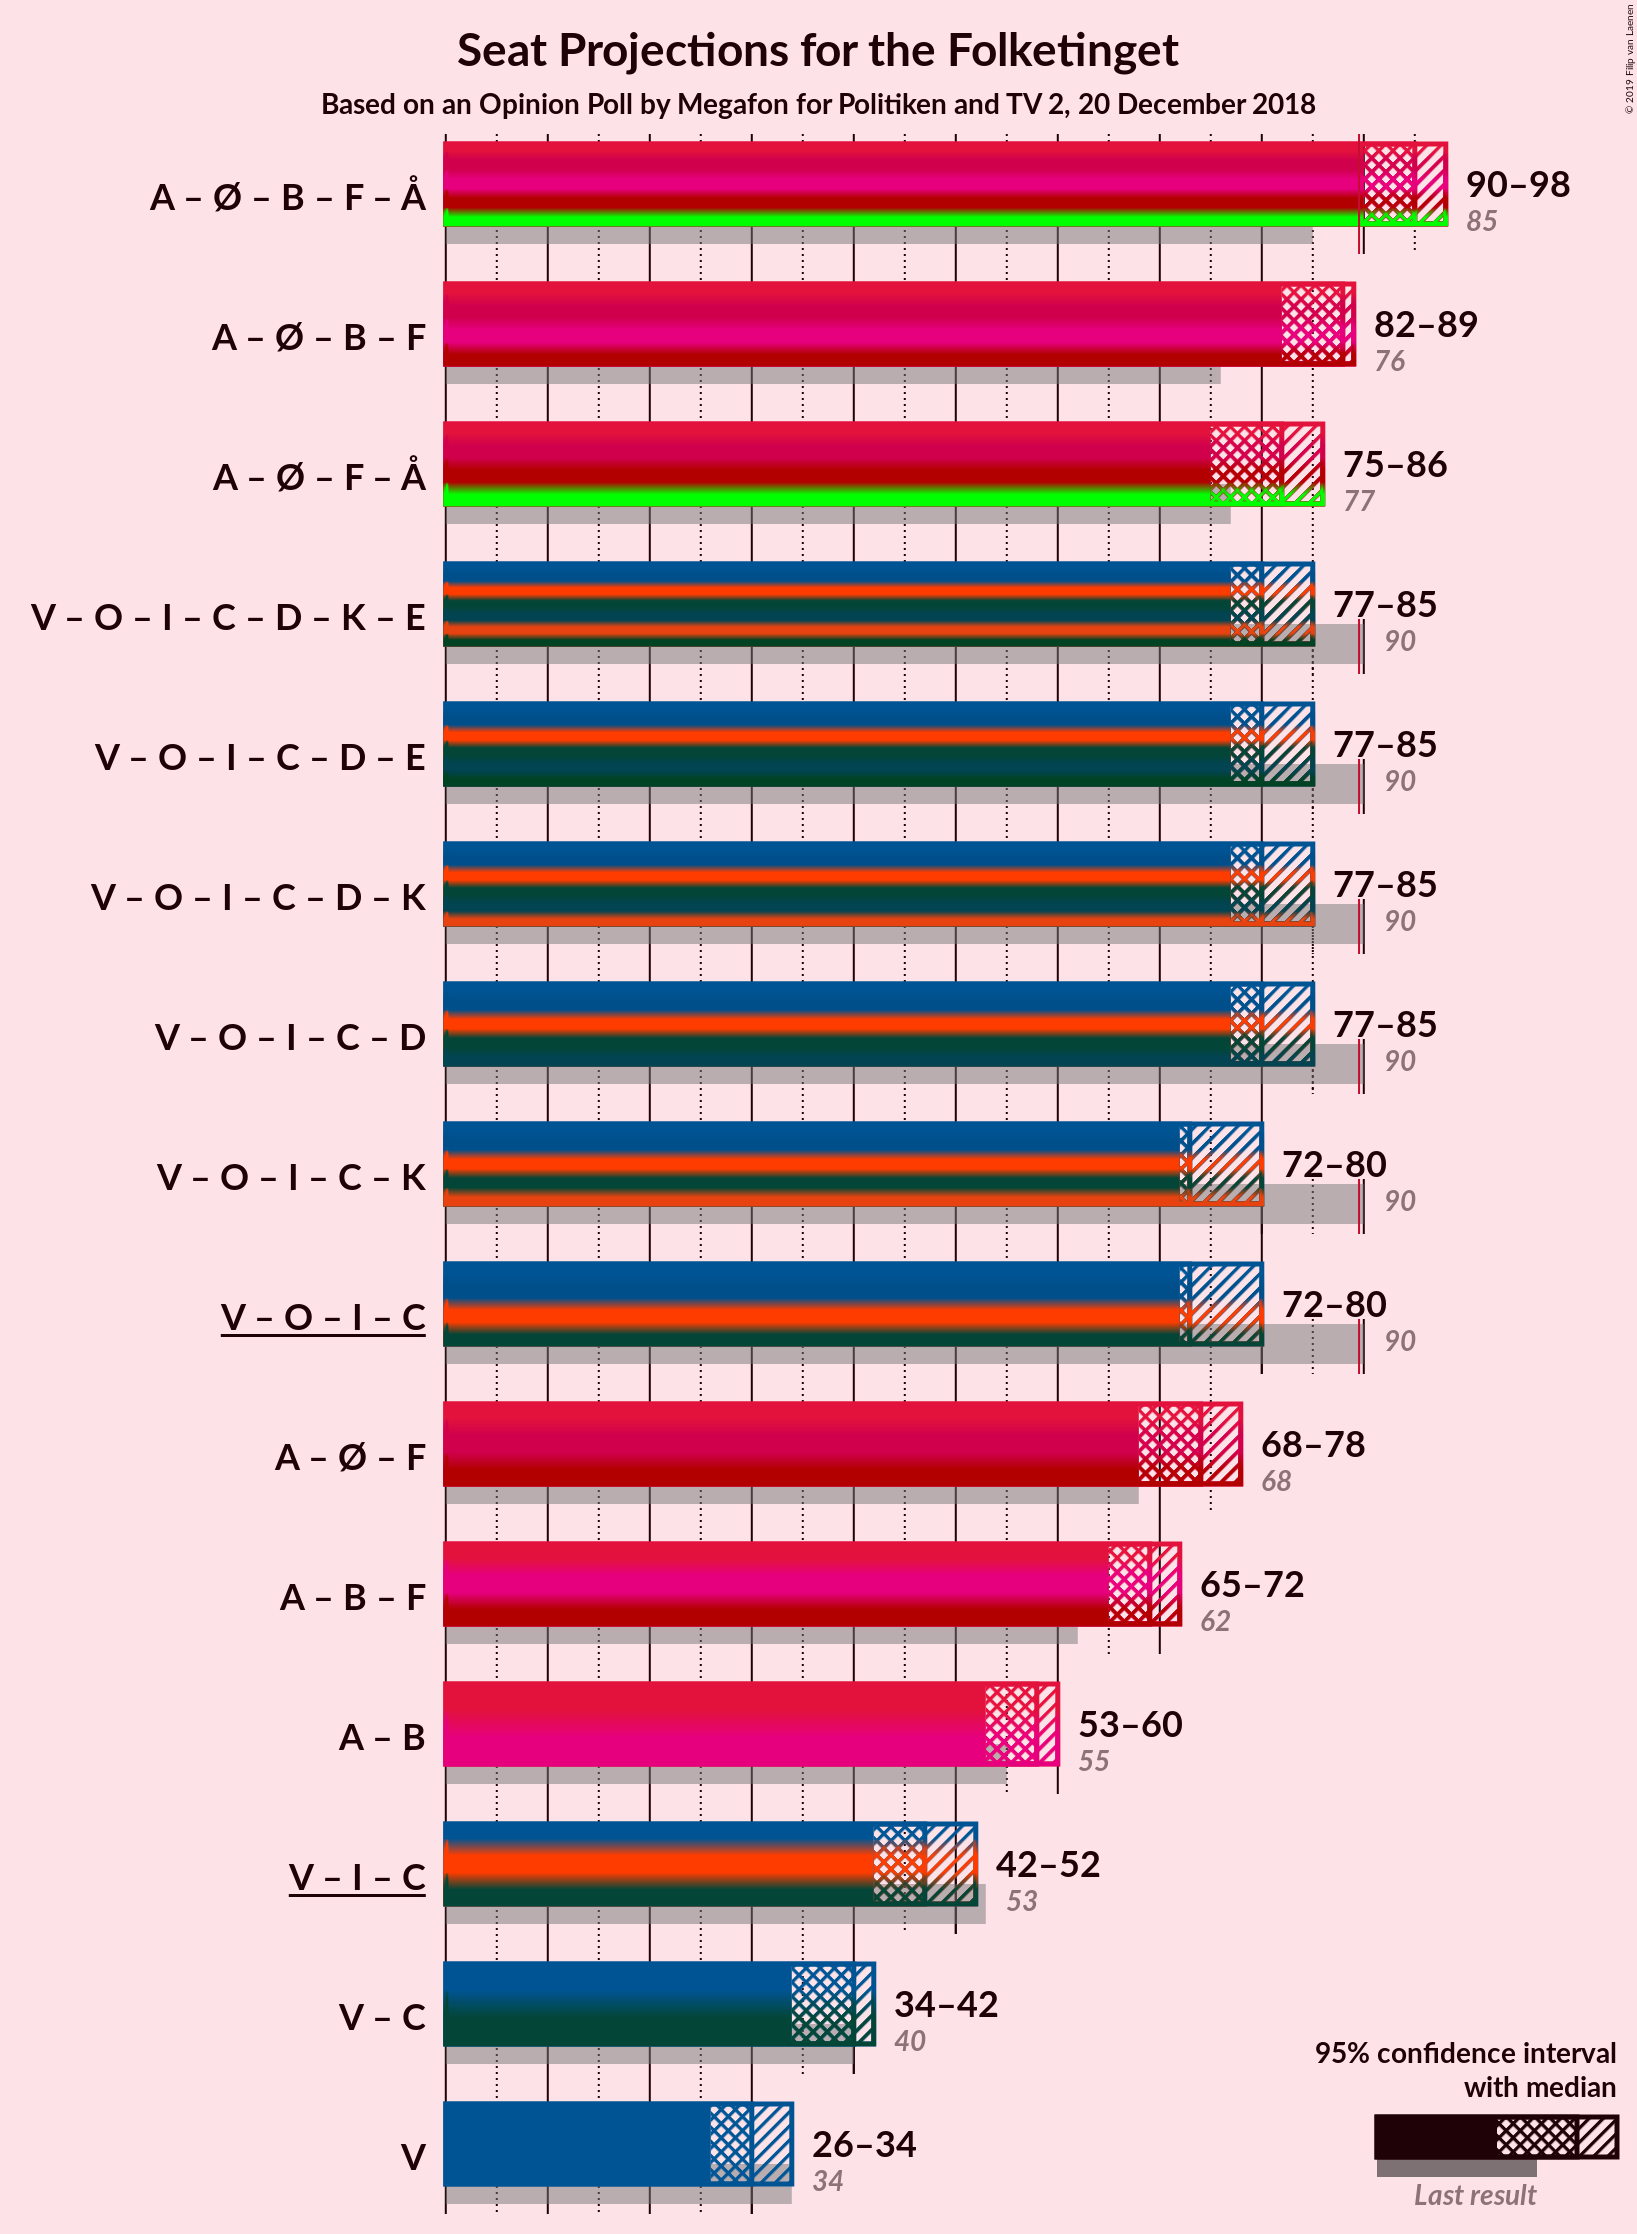 Seat Projections for the Folketinget
Based on an Opinion Poll by Megafon for Politiken and TV 2, 20 December 2018
© 2019 Filip van Laenen
A – Ø – B – F – Å
90–98
85
A – Ø – B – F
82–89
76
A – Ø – F – Å
75–86
77
V – O – I – C – D – K – E
77–85
90
V – O – I – C – D – E
77–85
90
V – O – I – C – D – K
77–85
90
V – O – I – C – D
77–85
90
V – O – I – C – K
72–80
90
V – O – I – C
72–80
90
A – Ø – F
68–78
68
A – B – F
65–72
62
A – B
53–60
55
V – I – C
42–52
53
V – C
34–42
40
V
26–34
34
95% confidence interval
with median
Last result